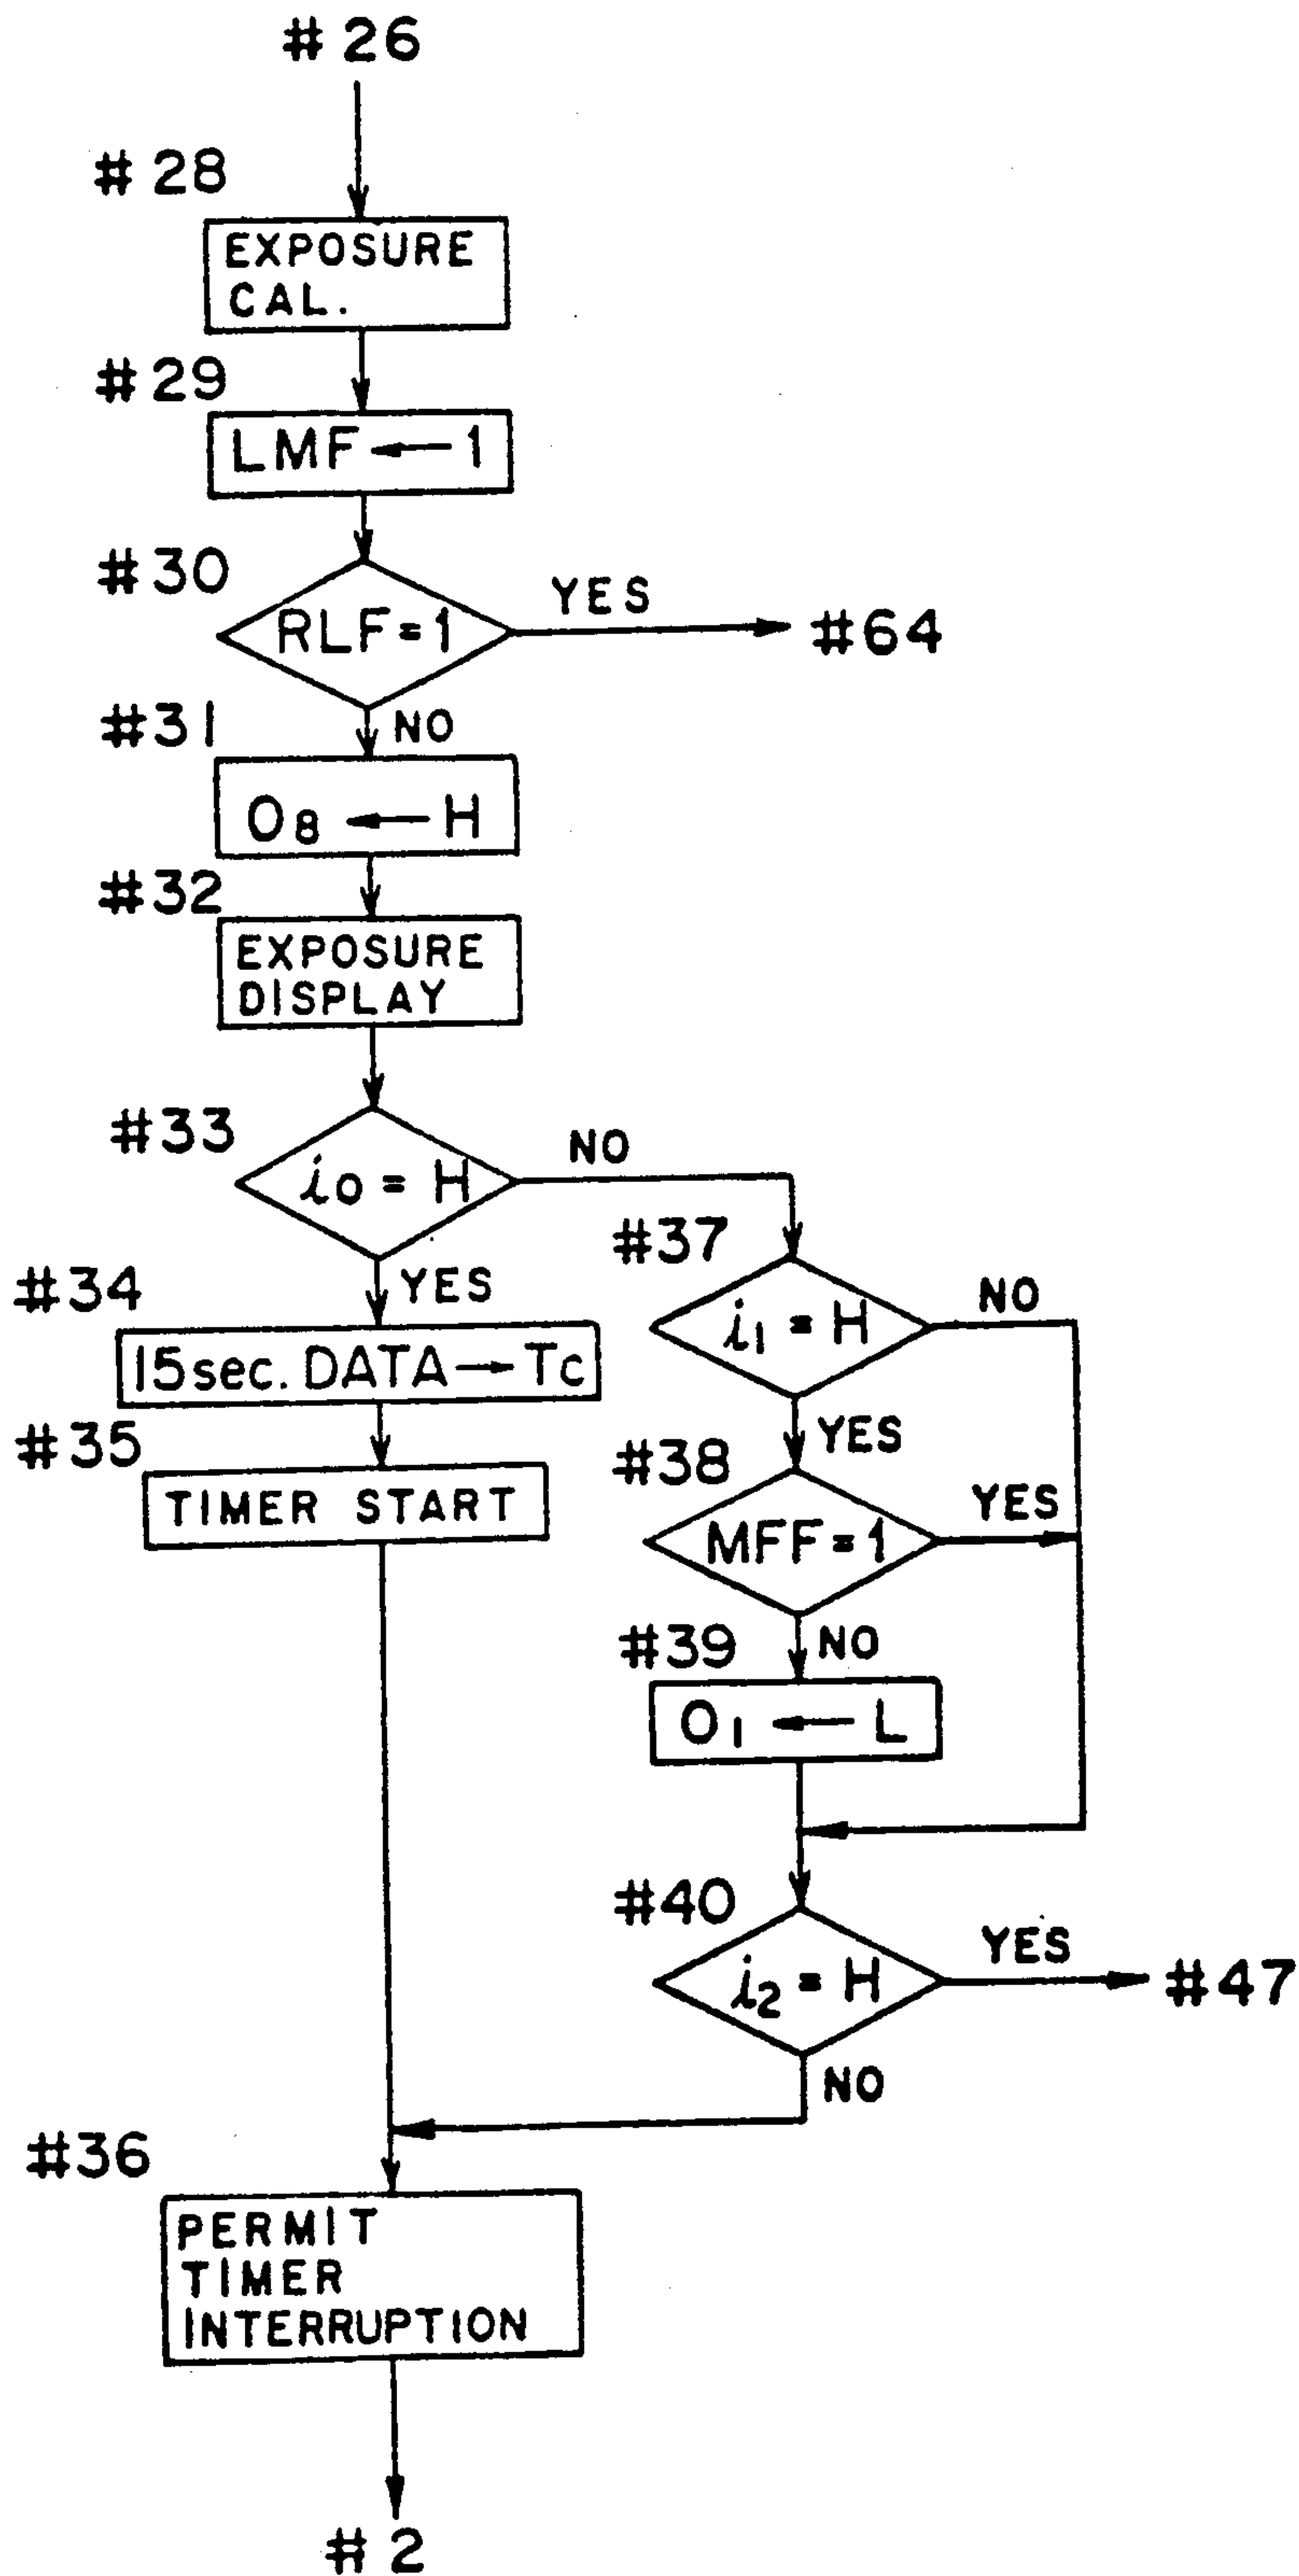 # 26
# 28
EXPOSURE
CAL.
# 29
LMF ← 1
#30
RLF = 1
YES
#64
#31
NO
O8 ← H
#32
EXPOSURE
DISPLAY
#33
i0 = H
NO
#34
YES
15sec. DATA → Tc
#35
TIMER START
#37
i1 = H
NO
YES
#38
MFF = 1
YES
#39
NO
O1 ← L
#40
i2 = H
YES
#47
NO
#36
PERMIT
TIMER
INTERRUPTION
# 2